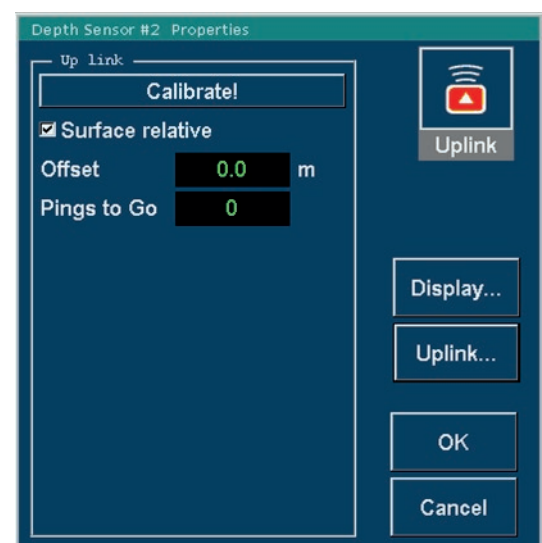 Depth Sensor #2 Properties
Up link
Calibrate!
Surface relative
Offset 0.0 m
Pings to Go 0
Uplink
Display...
Uplink...
OK
Cancel